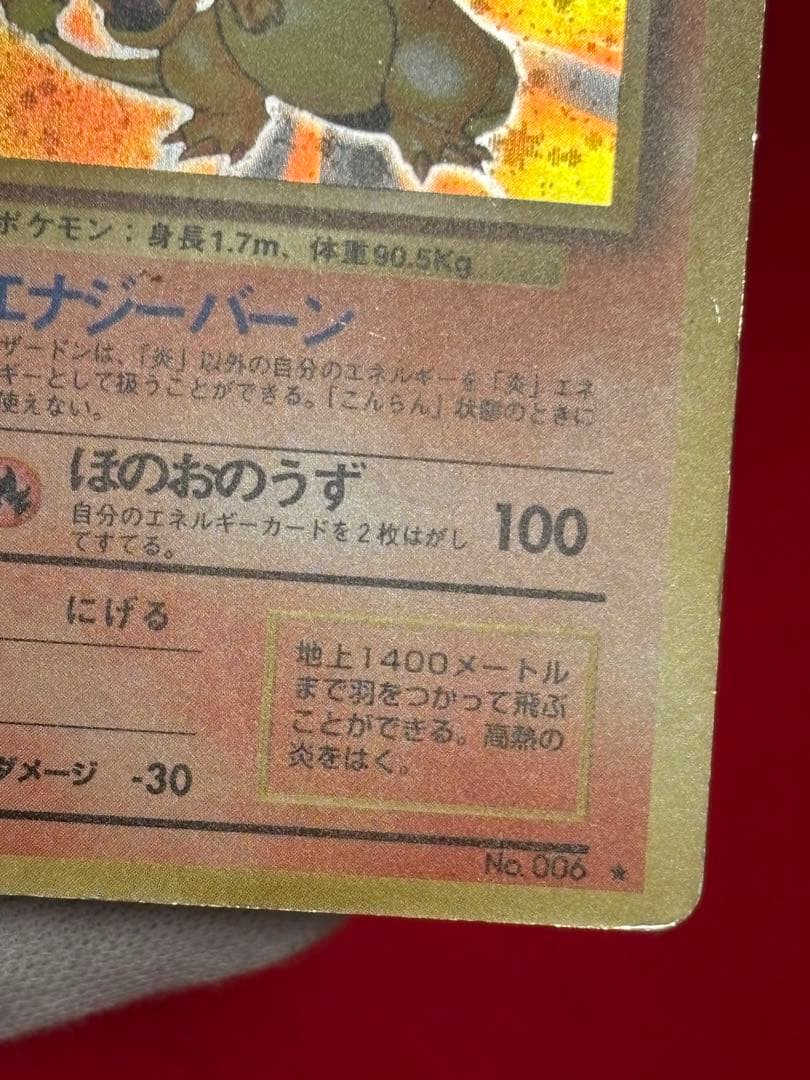 ポケモン：身長1.7m、体重90.5Kg
エナジーバーン
ザードンは、「炎」以外の自分のエネルギーを「炎」エネ
ギーとして扱うことができる。「こんらん」状態のときに
使えない。
ほのおのうず 100
自分のエネルギーカードを2枚はがし
てすてる。
にげる
地上1400メートル
まで羽をつかって飛ぶ
ことができる。高熱の
炎をはく。
ダメージ -30
No. 006 ★